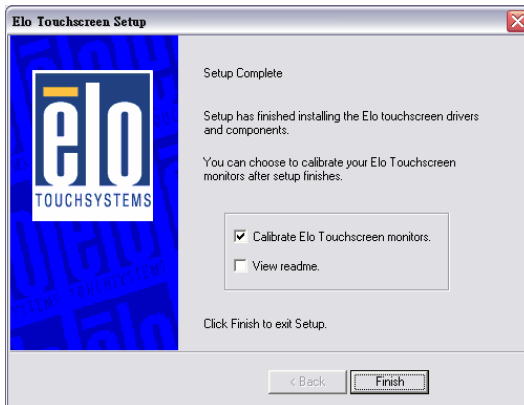 Elo Touchscreen Setup
elo
TOUCHSYSTEMS
Setup Complete
Setup has finished installing the Elo touchscreen drivers
and components.
You can choose to calibrate your Elo Touchscreen
monitors after setup finishes.
Calibrate Elo Touchscreen monitors.
View readme.
Click Finish to exit Setup.
< Back
Finish